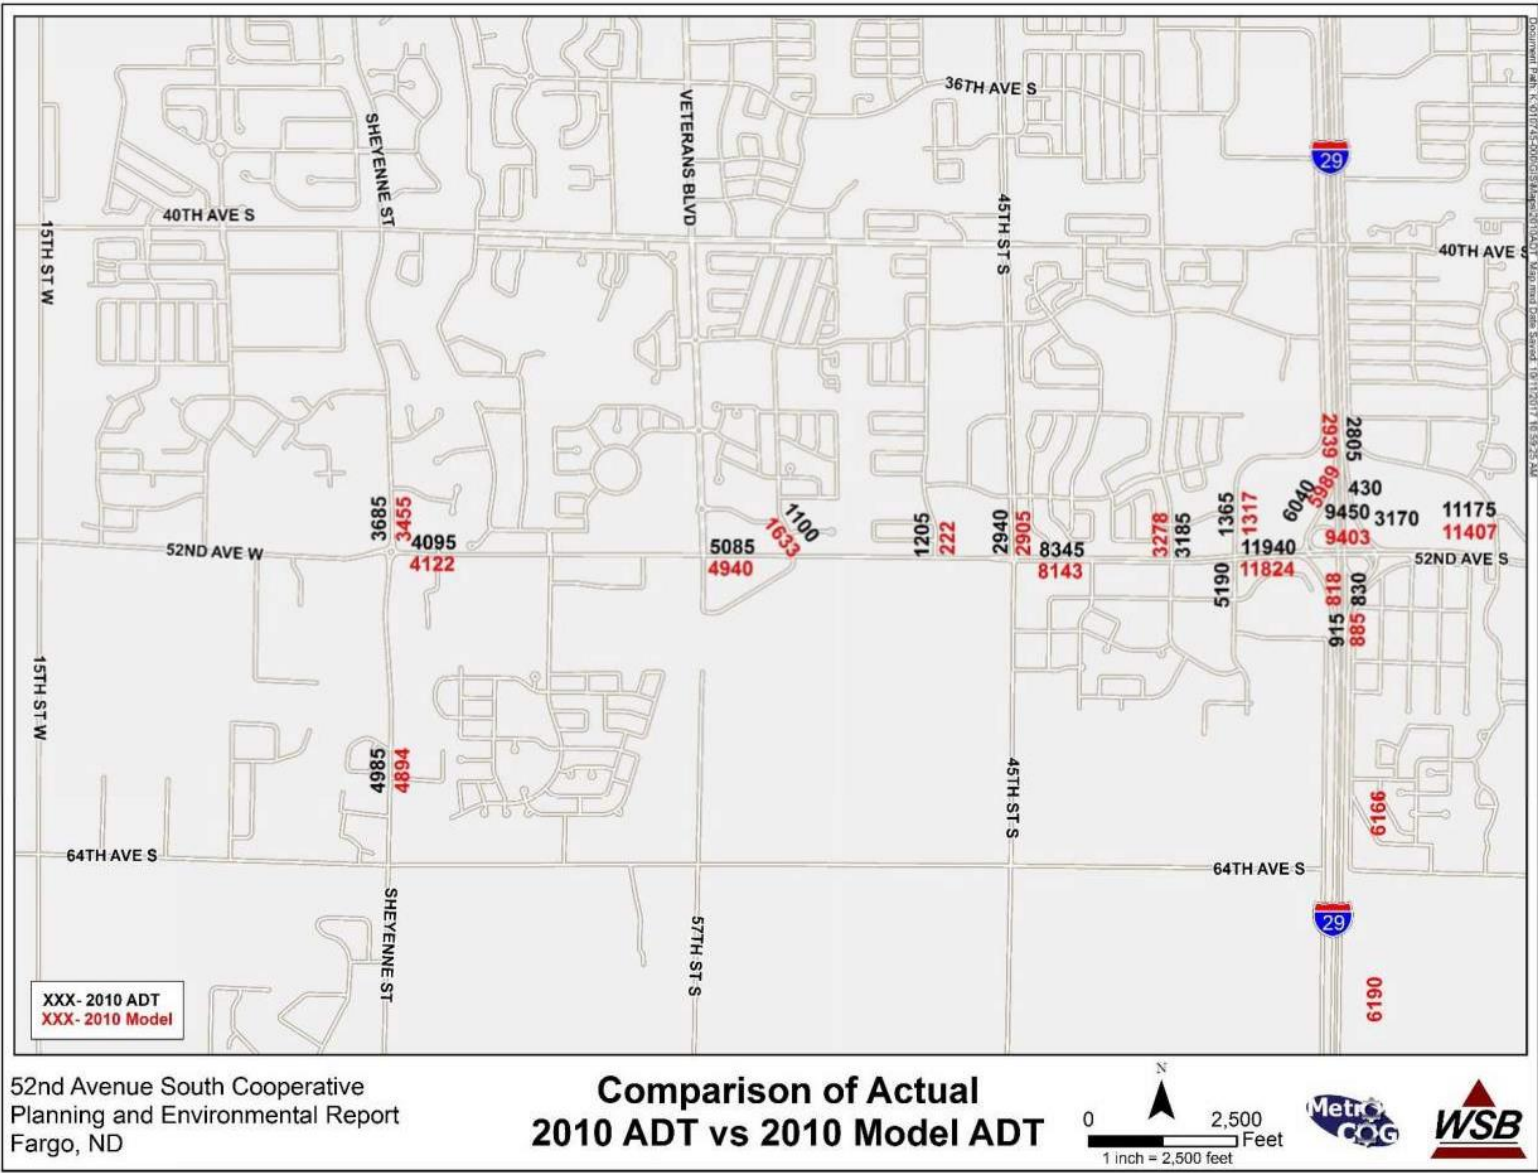 36TH AVE S
29
SHEYENNE ST
VETERANS BLVD
40TH AVE S
15TH ST W
45TH ST S
40TH AVE S
6362
2805
5989
6040
430
9450
3170
11175
9403
11407
3685
3455
4095
4122
52ND AVE W
5085
4940
1100
1633
1205
222
2940
2905
8345
8143
3278
3185
1365
1317
11940
11824
52ND AVE S
5190
818
830
915
885
15TH ST W
4985
4894
45TH ST S
6166
64TH AVE S
64TH AVE S
29
SHEYENNE ST
57TH ST S
6190
XXX- 2010 ADT
XXX- 2010 Model
52nd Avenue South Cooperative
Planning and Environmental Report
Fargo, ND
Comparison of Actual
2010 ADT vs 2010 Model ADT
N
0 2,500
Feet
1 inch = 2,500 feet
Metro
COG
WSB